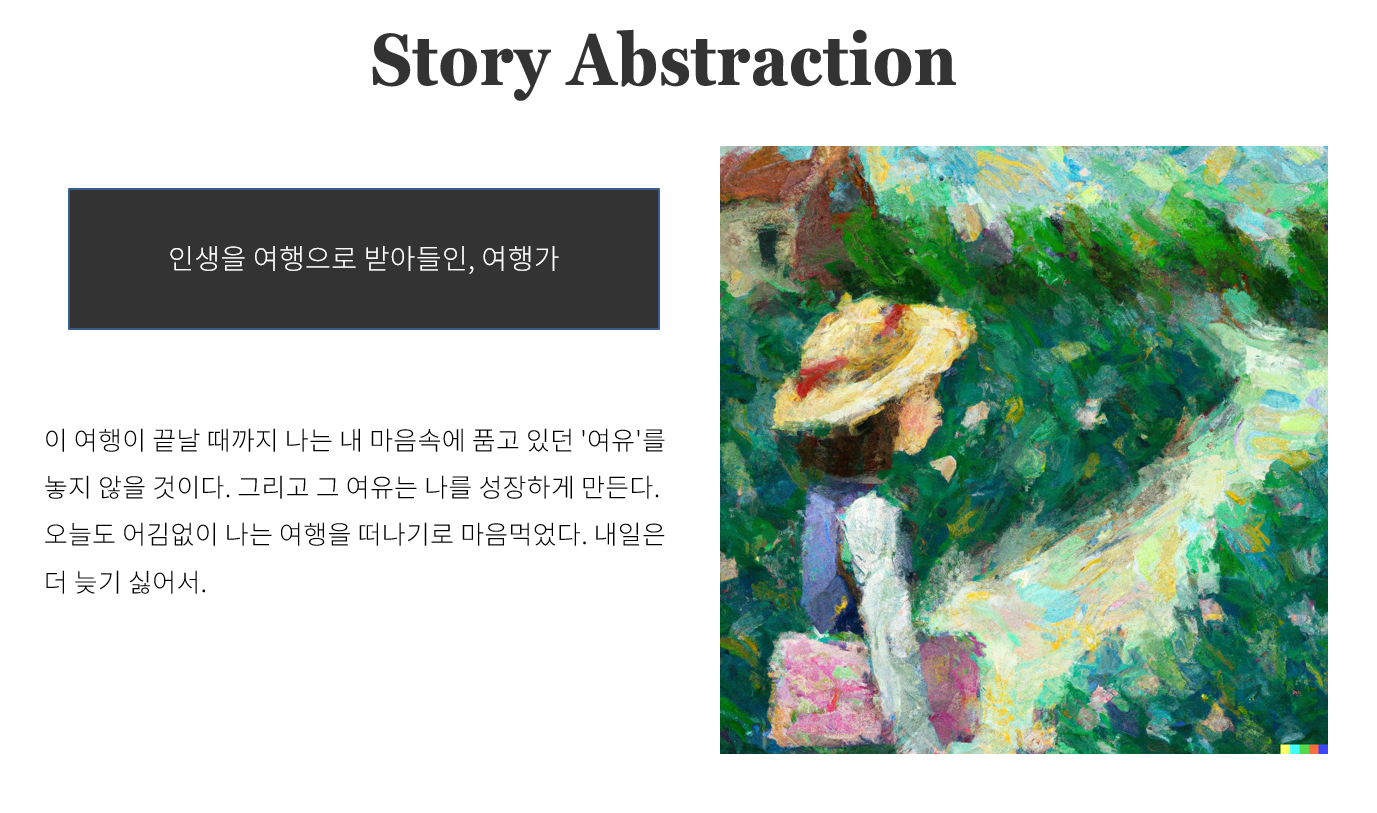 Story Abstraction
인생을 여행으로 받아들인, 여행가
이 여행이 끝날 때까지 나는 내 마음속에 품고 있던 '여유'를
놓지 않을 것이다. 그리고 그 여유는 나를 성장하게 만든다.
오늘도 어김없이 나는 여행을 떠나기로 마음먹었다. 내일은
더 늦기 싫어서.